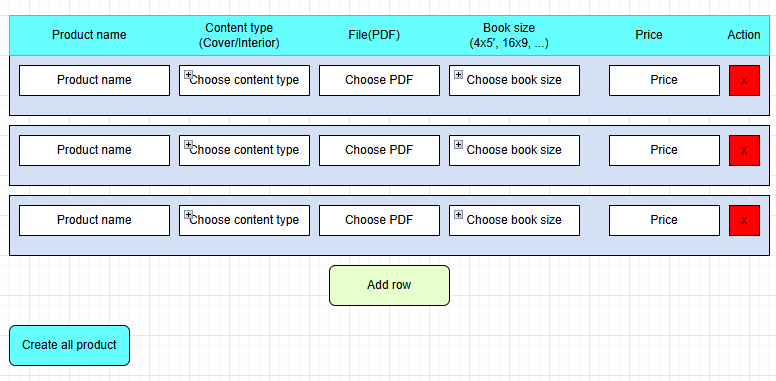 Product name
Content type
(Cover/Interior)
File(PDF)
Book size
(4x5', 16x9, ...)
Price
Action
Product name
Choose content type
Choose PDF
Choose book size
Price
x
Product name
Choose content type
Choose PDF
Choose book size
Price
x
Product name
Choose content type
Choose PDF
Choose book size
Price
x
Add row
Create all product